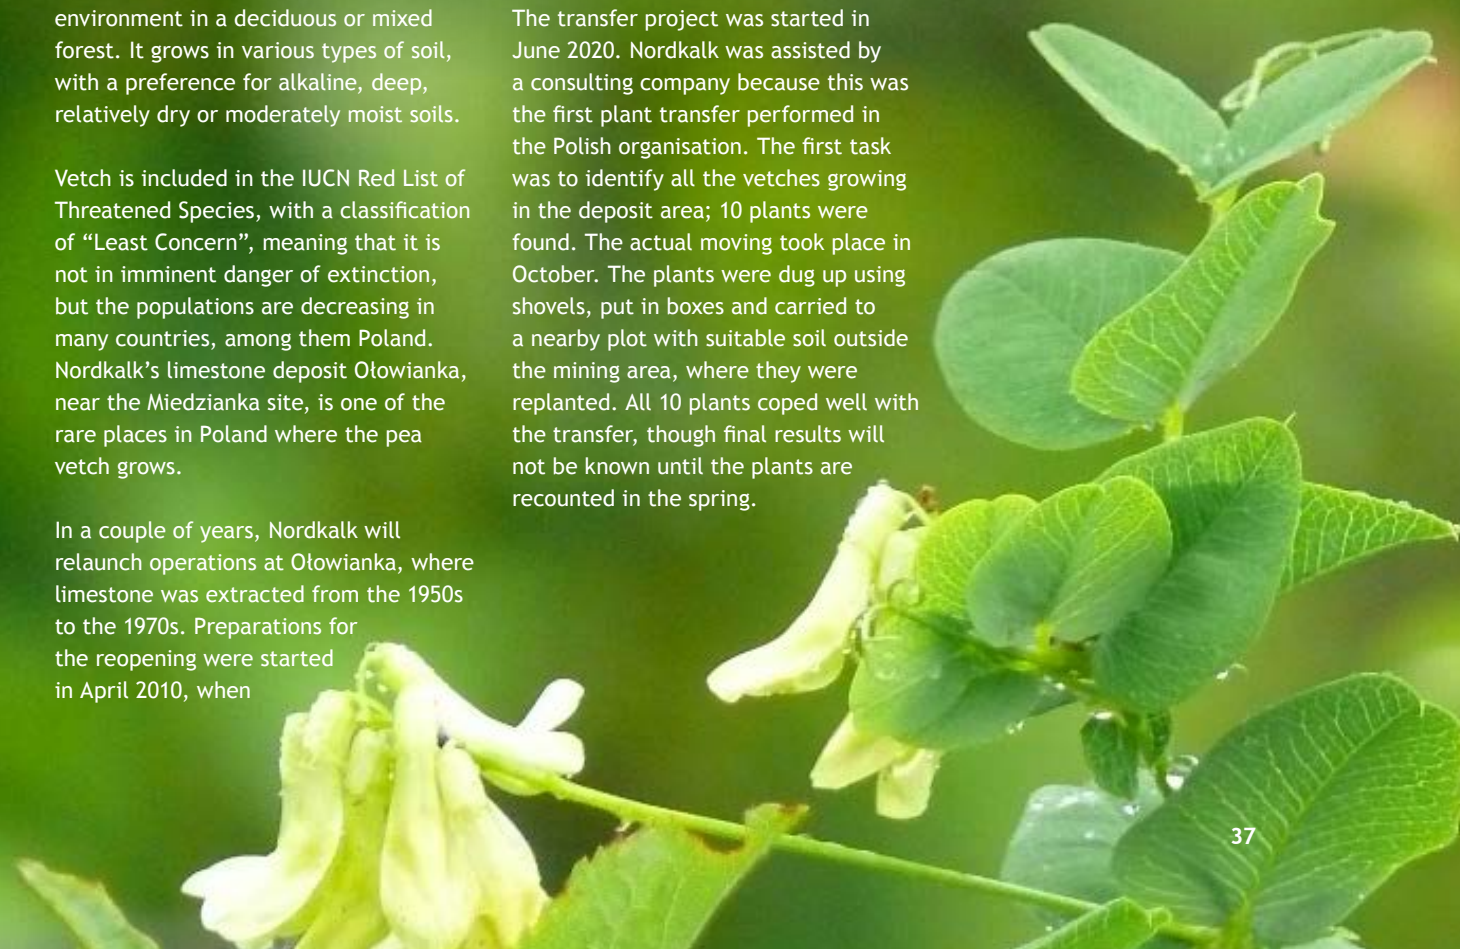 environment in a deciduous or mixed
forest. It grows in various types of soil,
with a preference for alkaline, deep,
relatively dry or moderately moist soils.
Vetch is included in the IUCN Red List of
Threatened Species, with a classification
of “Least Concern”, meaning that it is
not in imminent danger of extinction,
but the populations are decreasing in
many countries, among them Poland.
Nordkalk’s limestone deposit Ołowianka,
near the Miedzianka site, is one of the
rare places in Poland where the pea
vetch grows.
In a couple of years, Nordkalk will
relaunch operations at Ołowianka, where
limestone was extracted from the 1950s
to the 1970s. Preparations for
the reopening were started
in April 2010, when
The transfer project was started in
June 2020. Nordkalk was assisted by
a consulting company because this was
the first plant transfer performed in
the Polish organisation. The first task
was to identify all the vetches growing
in the deposit area; 10 plants were
found. The actual moving took place in
October. The plants were dug up using
shovels, put in boxes and carried to
a nearby plot with suitable soil outside
the mining area, where they were
replanted. All 10 plants coped well with
the transfer, though final results will
not be known until the plants are
recounted in the spring.
37